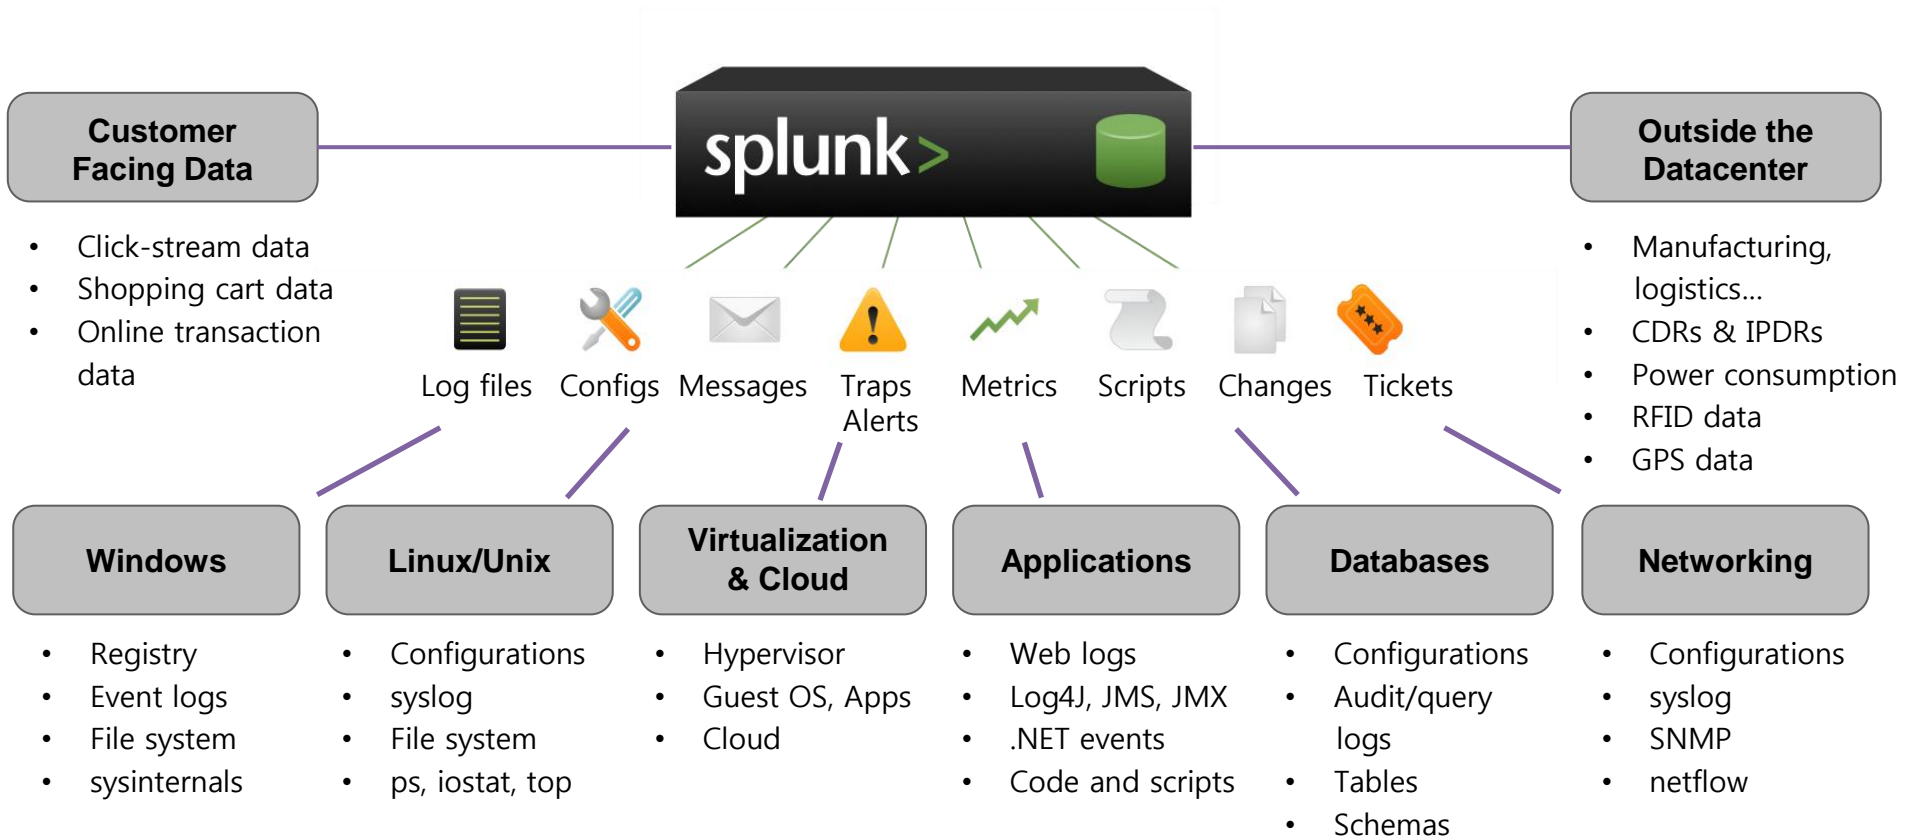 splunk>
Customer
Facing Data
• Click-stream data
• Shopping cart data
• Online transaction
data
Outside the
Datacenter
• Manufacturing,
logistics...
• CDRs & IPDRs
• Power consumption
• RFID data
• GPS data
Log files
Configs
Messages
Traps
Alerts
Metrics
Scripts
Changes
Tickets
Windows
• Registry
• Event logs
• File system
• sysinternals
Linux/Unix
• Configurations
• syslog
• File system
• ps, iostat, top
Virtualization
& Cloud
• Hypervisor
• Guest OS, Apps
• Cloud
Applications
• Web logs
• Log4J, JMS, JMX
• .NET events
• Code and scripts
Databases
• Configurations
• Audit/query
logs
• Tables
• Schemas
Networking
• Configurations
• syslog
• SNMP
• netflow